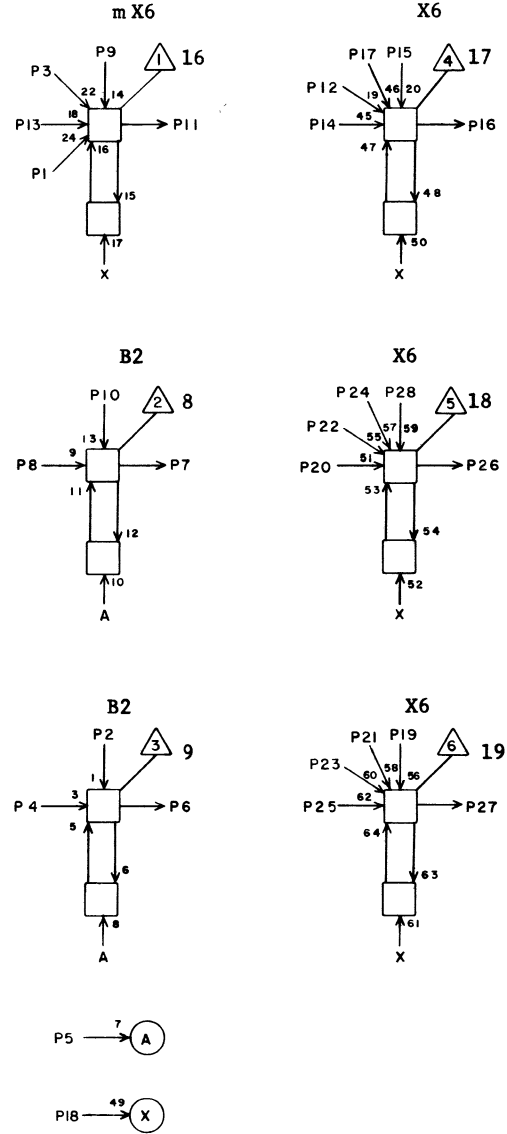 m X6 X6
P9 1 16 P17 P15 4 17
P3 22 14 P12 19 46 20
P13 18 P11 P14 45 P16
24 16 47
P1
15 48
17 50
X X
B2 X6
P10 2 8 P24 P28 5 18
13 P22 55 57 59
P8 9 P7 P20 51 P26
11 53
12 54
10 52
A X
B2 X6
P2 3 9 P21 P19 6 19
1 P23 60 58 56
P4 3 P6 P25 62 P27
5 64
6 63
8 61
A X
P5 7 A
P18 49 X